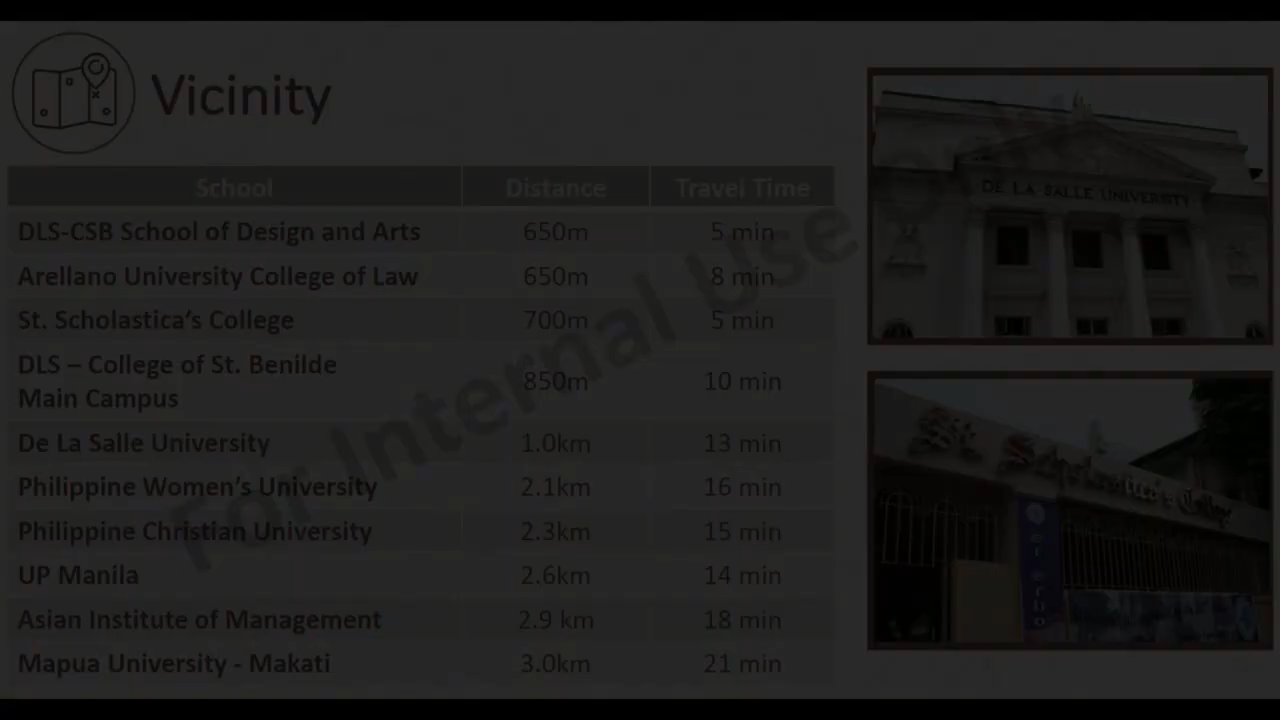 Vicinity
School Distance Travel Time
DLS-CSB School of Design and Arts 650m 5 min
Arellano University College of Law 650m 8 min
St. Scholastica’s College 700m 5 min
DLS – College of St. Benilde
Main Campus 850m 10 min
De La Salle University 1.0km 13 min
Philippine Women’s University 2.1km 16 min
Philippine Christian University 2.3km 15 min
UP Manila 2.6km 14 min
Asian Institute of Management 2.9 km 18 min
Mapua University - Makati 3.0km 21 min
For Internal Use Only
DE LA SALLE UNIVERSITY
St. Scholastica's College